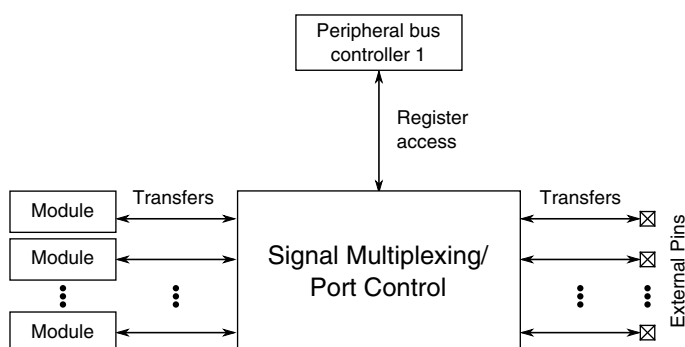 Peripheral bus
controller 1
Register
access
Transfers
Transfers
Module
Module
Module
Signal Multiplexing/
Port Control
External Pins